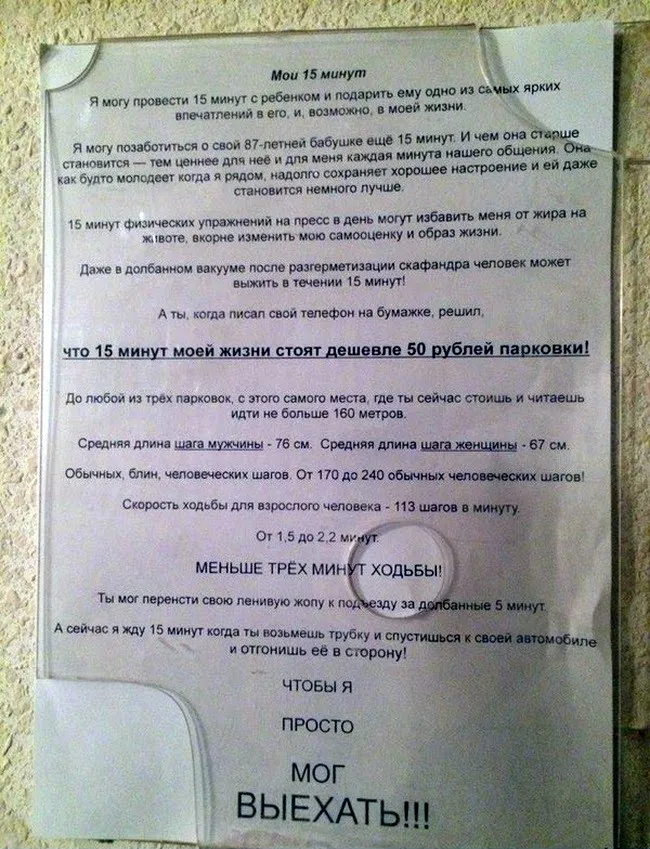 Мои 15 минут
Я могу провести 15 минут с ребенком и подарить ему одно из самых ярких
впечатлений в его, и, возможно, в моей жизни.
Я могу позаботиться о свой 87-летней бабушке ещё 15 минут. И чем она старше
становится — тем ценнее для неё и для меня каждая минута нашего общения. Она
как будто молодеет когда я рядом, надолго сохраняет хорошее настроение и ей даже
становится немного лучше.
15 минут физических упражнений на пресс в день могут избавить меня от жира на
животе, вкорне изменить мою самооценку и образ жизни.
Даже в долбанном вакууме после разгерметизации скафандра человек может
выжить в течении 15 минут!
А ты, когда писал свой телефон на бумажке, решил,
что 15 минут моей жизни стоят дешевле 50 рублей парковки!
До любой из трёх парковок, с этого самого места, где ты сейчас стоишь и читаешь
идти не больше 160 метров.
Средняя длина шага мужчины - 76 см. Средняя длина шага женщины - 67 см.
Обычных, блин, человеческих шагов. От 170 до 240 обычных человеческих шагов!
Скорость ходьбы для взрослого человека - 113 шагов в минуту.
От 1,5 до 2,2 минут.
МЕНЬШЕ ТРЁХ МИНУТ ХОДЬБЫ!
Ты мог перенсти свою ленивую жопу к подъезду за долбанные 5 минут.
А сейчас я жду 15 минут когда ты возьмешь трубку и спустишься к своей автомобиле
и отгонишь её в сторону!
ЧТОБЫ Я
ПРОСТО
МОГ
ВЫЕХАТЬ!!!